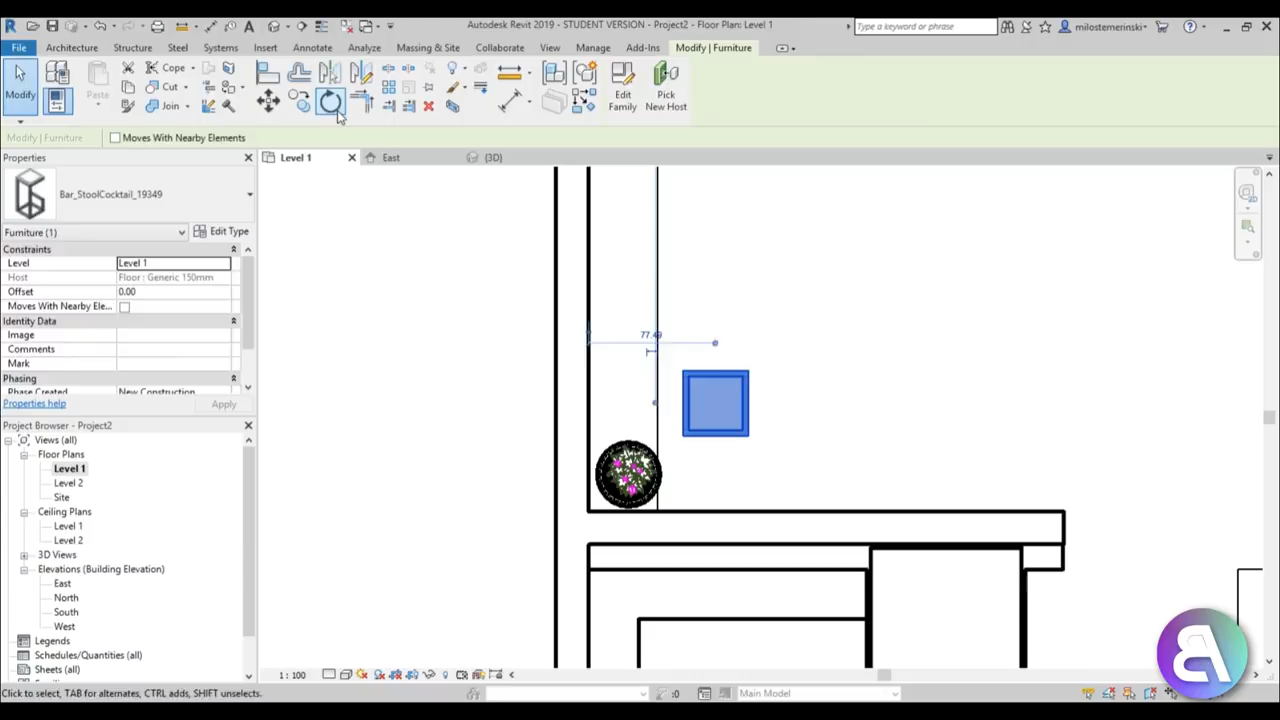 Autodesk Revit 2019 - STUDENT VERSION - Project2 - Floor Plan: Level 1
Type a keyword or phrase
milostemerinski
File
Architecture
Structure
Steel
Systems
Insert
Annotate
Analyze
Massing & Site
Collaborate
View
Manage
Add-Ins
Modify | Furniture
Modify
Paste
Cope
Cut
Join
Edit Family
Pick New Host
Modify | Furniture
Moves With Nearby Elements
Properties
Level 1
East
(3D)
Bar_StoolCocktail_19349
Furniture (1)
Edit Type
Constraints
Level Level 1
Host Floor : Generic 150mm
Offset 0.00
Moves With Nearby Ele...
Identity Data
Image
Comments
Mark
Phasing
Phase Created New Construction
Properties help
Apply
Project Browser - Project2
Views (all)
Floor Plans
Level 1
Level 2
Site
Ceiling Plans
Level 1
Level 2
3D Views
Elevations (Building Elevation)
East
North
South
West
Legends
Schedules/Quantities (all)
Sheets (all)
1 : 100
Click to select, TAB for alternates, CTRL adds, SHIFT unselects.
:0
Main Model